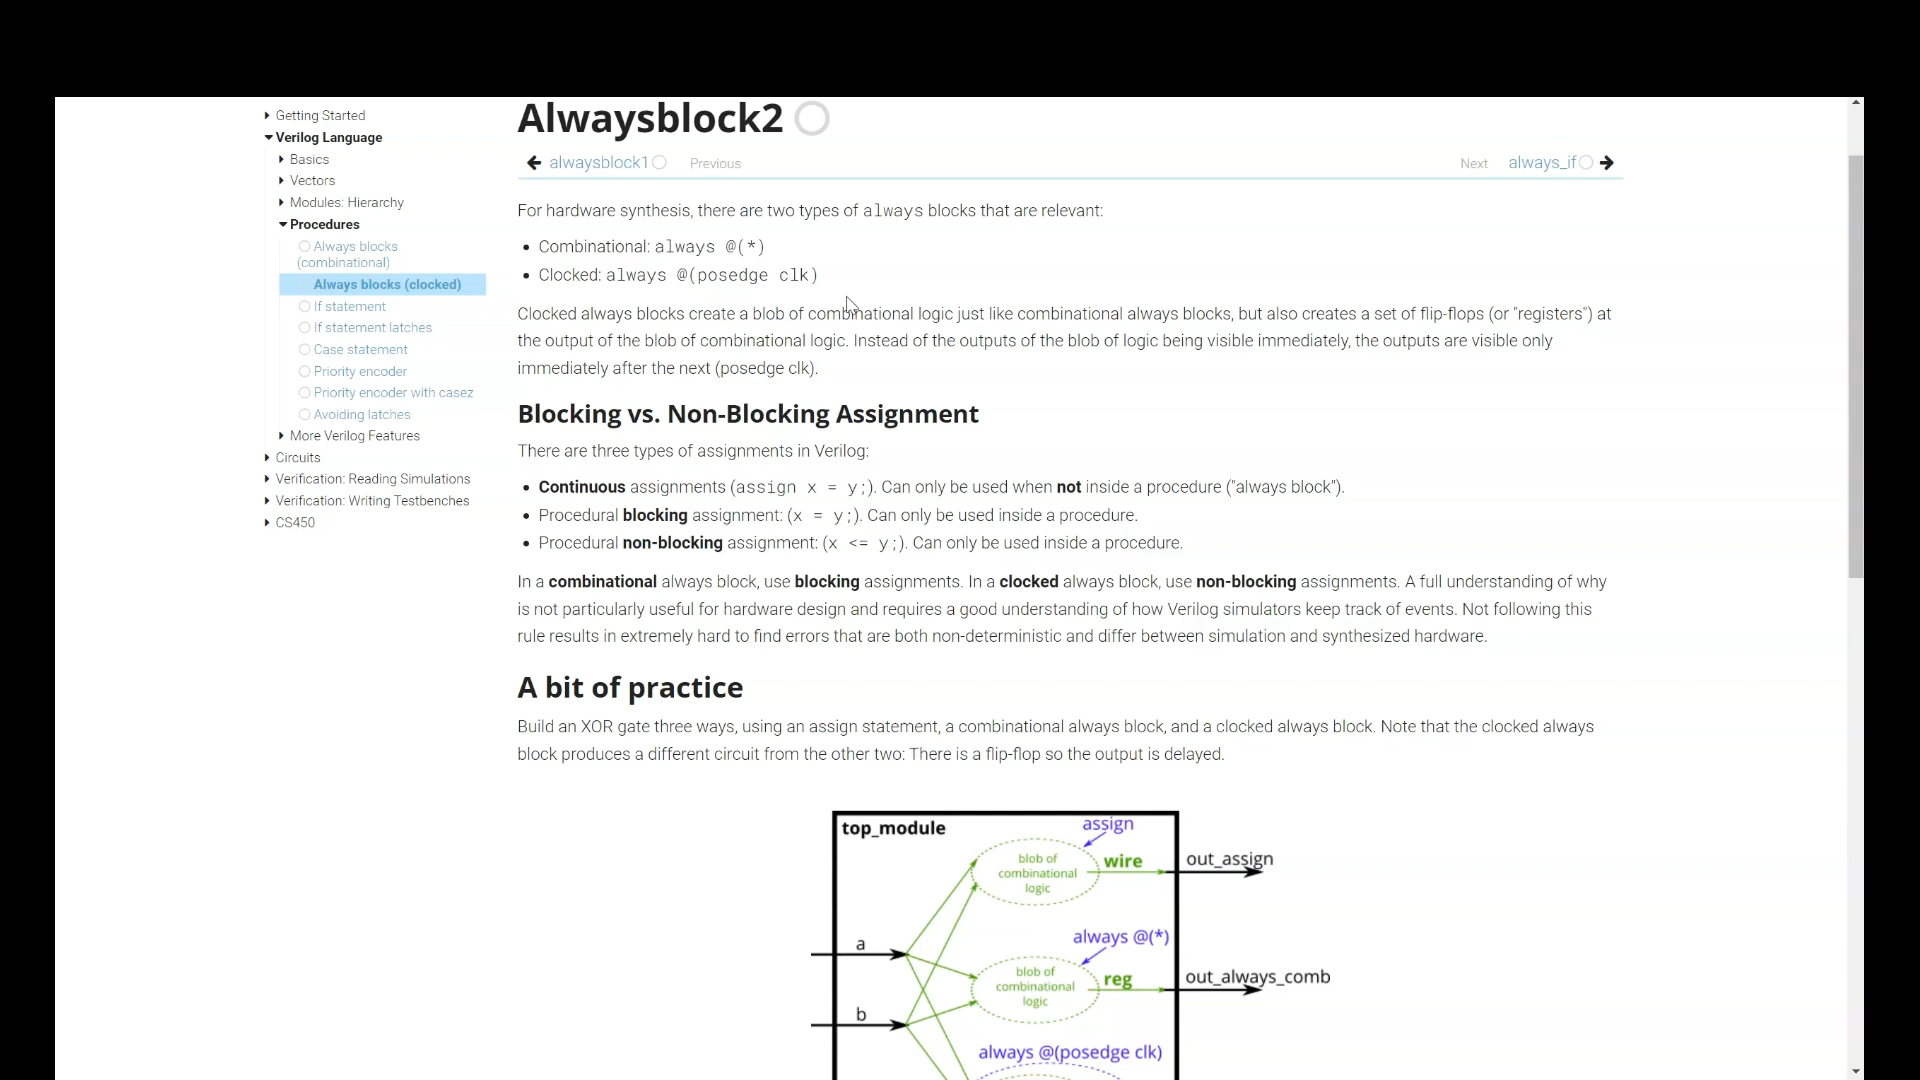 Getting Started
Verilog Language
Basics
Vectors
Modules: Hierarchy
Procedures
Always blocks
(combinational)
Always blocks (clocked)
If statement
If statement latches
Case statement
Priority encoder
Priority encoder with casez
Avoiding latches
More Verilog Features
Circuits
Verification: Reading Simulations
Verification: Writing Testbenches
CS450
Alwaysblock2
alwaysblock1 Previous
Next always_if
For hardware synthesis, there are two types of always blocks that are relevant:
• Combinational: always @(*)
• Clocked: always @(posedge clk)
Clocked always blocks create a blob of combinational logic just like combinational always blocks, but also creates a set of flip-flops (or "registers") at
the output of the blob of combinational logic. Instead of the outputs of the blob of logic being visible immediately, the outputs are visible only
immediately after the next (posedge clk).
Blocking vs. Non-Blocking Assignment
There are three types of assignments in Verilog:
• Continuous assignments (assign x = y;). Can only be used when not inside a procedure ("always block").
• Procedural blocking assignment: (x = y;). Can only be used inside a procedure.
• Procedural non-blocking assignment: (x <= y;). Can only be used inside a procedure.
In a combinational always block, use blocking assignments. In a clocked always block, use non-blocking assignments. A full understanding of why
is not particularly useful for hardware design and requires a good understanding of how Verilog simulators keep track of events. Not following this
rule results in extremely hard to find errors that are both non-deterministic and differ between simulation and synthesized hardware.
A bit of practice
Build an XOR gate three ways, using an assign statement, a combinational always block, and a clocked always block. Note that the clocked always
block produces a different circuit from the other two: There is a flip-flop so the output is delayed.
top_module
assign
blob of
combinational
logic
wire
out_assign
a
always @(*)
blob of
combinational
logic
reg
out_always_comb
b
always @(posedge clk)